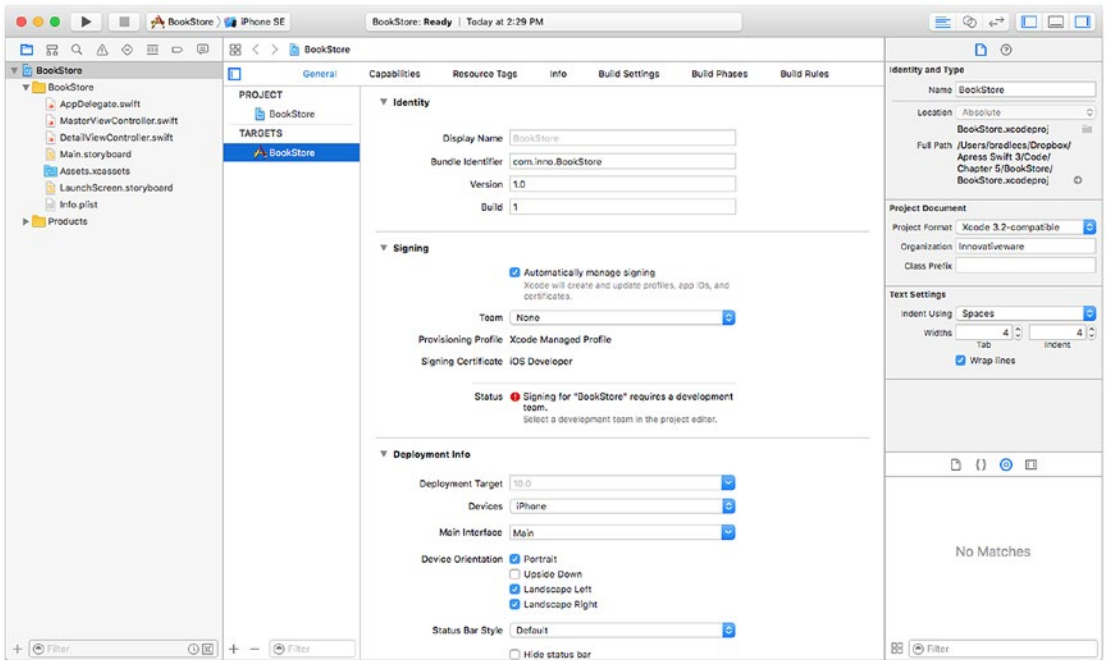 BookStore
iPhone SE
BookStore: Ready | Today at 2:29 PM
BookStore
BookStore
BookStore
AppDelegate.swift
MasterViewController.swift
DetailViewController.swift
Main.storyboard
Assets.xcassets
LaunchScreen.storyboard
Info.plist
Products
Filter
General
Capabilities
Resource Tags
Info
Build Settings
Build Phases
Build Rules
PROJECT
BookStore
TARGETS
BookStore
Filter
Identity
Display Name BookStore
Bundle Identifier com.inno.BookStore
Version 1.0
Build 1
Signing
Automatically manage signing
Xcode will create and update profiles, app IDs, and
certificates.
Team None
Provisioning Profile Xcode Managed Profile
Signing Certificate iOS Developer
Status Signing for "BookStore" requires a development
team.
Select a development team in the project editor.
Deployment Info
Deployment Target 10.0
Devices iPhone
Main Interface Main
Device Orientation Portrait
Upside Down
Landscape Left
Landscape Right
Status Bar Style Default
Hide status bar
Identity and Type
Name BookStore
Location Absolute
BookStore.xcodeproj
Full Path /Users/bradlees/Dropbox/
Apress Swift 3/Code/
Chapter 5/BookStore/
BookStore.xcodeproj
Project Document
Project Format Xcode 3.2-compatible
Organization Innovativeware
Class Prefix
Text Settings
Indent Using Spaces
Widths 4 4
Tab Indent
Wrap lines
No Matches
Filter